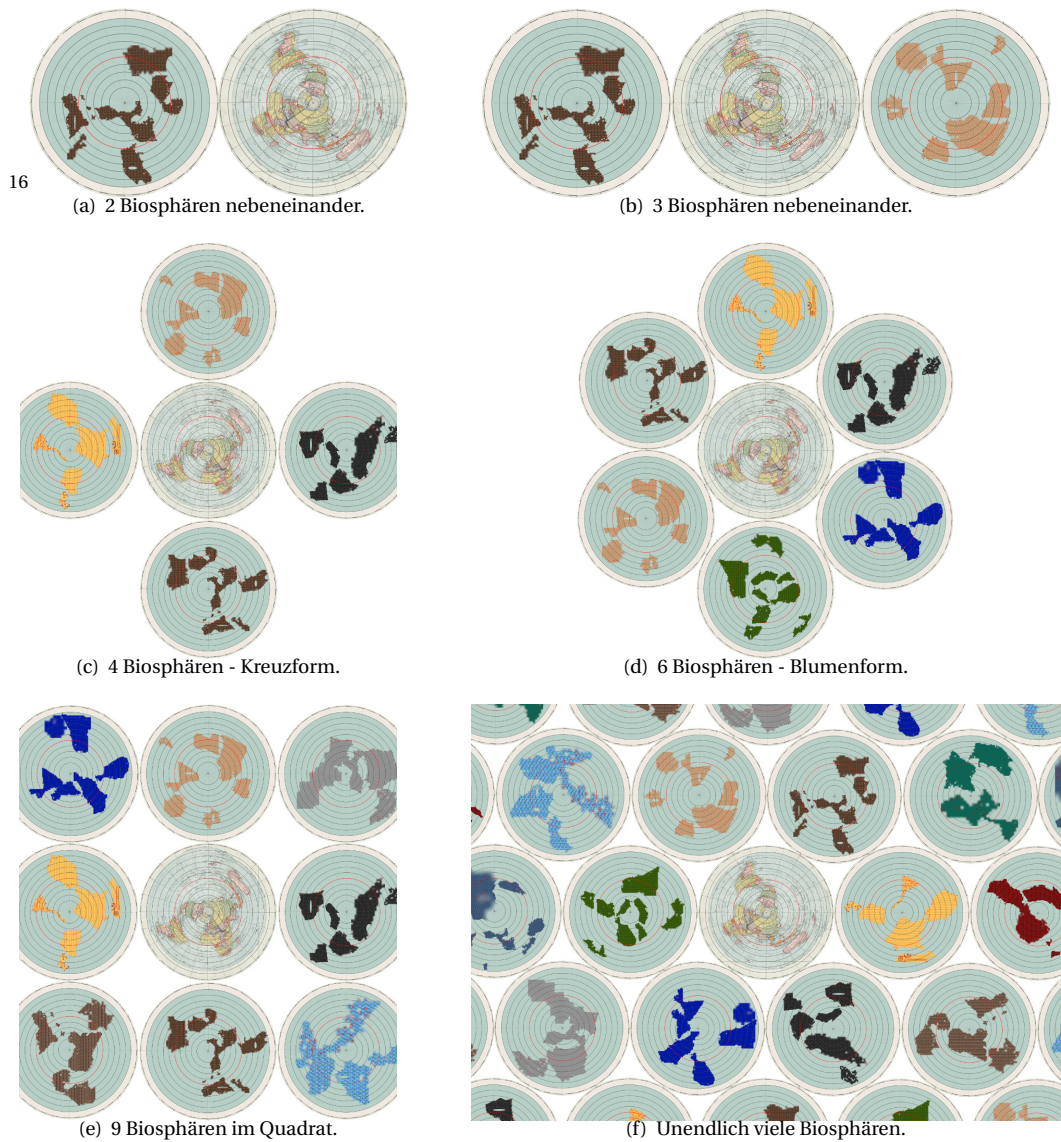 16
(a) 2 Biosphären nebeneinander.
(b) 3 Biosphären nebeneinander.
(c) 4 Biosphären - Kreuzform.
(d) 6 Biosphären - Blumenform.
(e) 9 Biosphären im Quadrat.
(f) Unendlich viele Biosphären.